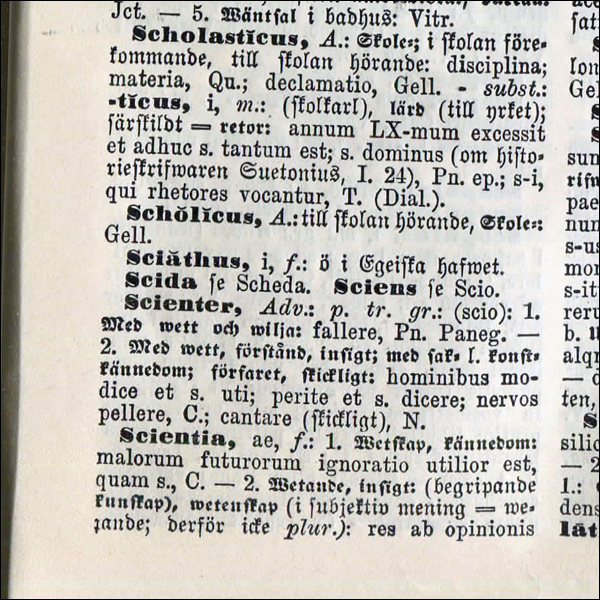 Jct. — 5. Wäntsal i badhus: Vitr.
Scholastĭcus, A.: Skole=; i skolan före=
kommande, till skolan hörande: disciplina;
materia, Qu.; declamatio, Gell. - subst.:
-tĭcus, i, m.: (skolkarl), lärd (till yrket);
särskildt = retor: annum LX-mum excessit
et adhuc s. tantum est; s. dominus (om histo=
rieskrifwaren Suetonius, I. 24), Pn. ep.; s-i,
qui rhetores vocantur, T. (Dial.).
Schŏlĭcus, A.: till skolan hörande, Skole=:
Gell.
Sciăthus, i, f.: ö i Egeiska hafwet.
Scida se Scheda. Sciens se Scio.
Scienter, Adv.: p. tr. gr.: (scio): 1.
Med wett och wilja: fallere, Pn. Paneg. —
2. Med wett, förstånd, insigt; med sak= l. konst=
kännedom; förfaret, skickligt: hominibus mo-
dice et s. uti; perite et s. dicere; nervos
pellere, C.; cantare (skickligt), N.
Scientia, ae, f.: 1. Wetskap, kännedom:
malorum futurorum ignoratio utilior est,
quam s., C. — 2. Wetande, insigt: (begripande
kunskap), wetenskap (i subjektiv mening = we=
tande; derför icke plur.): res ab opinionis